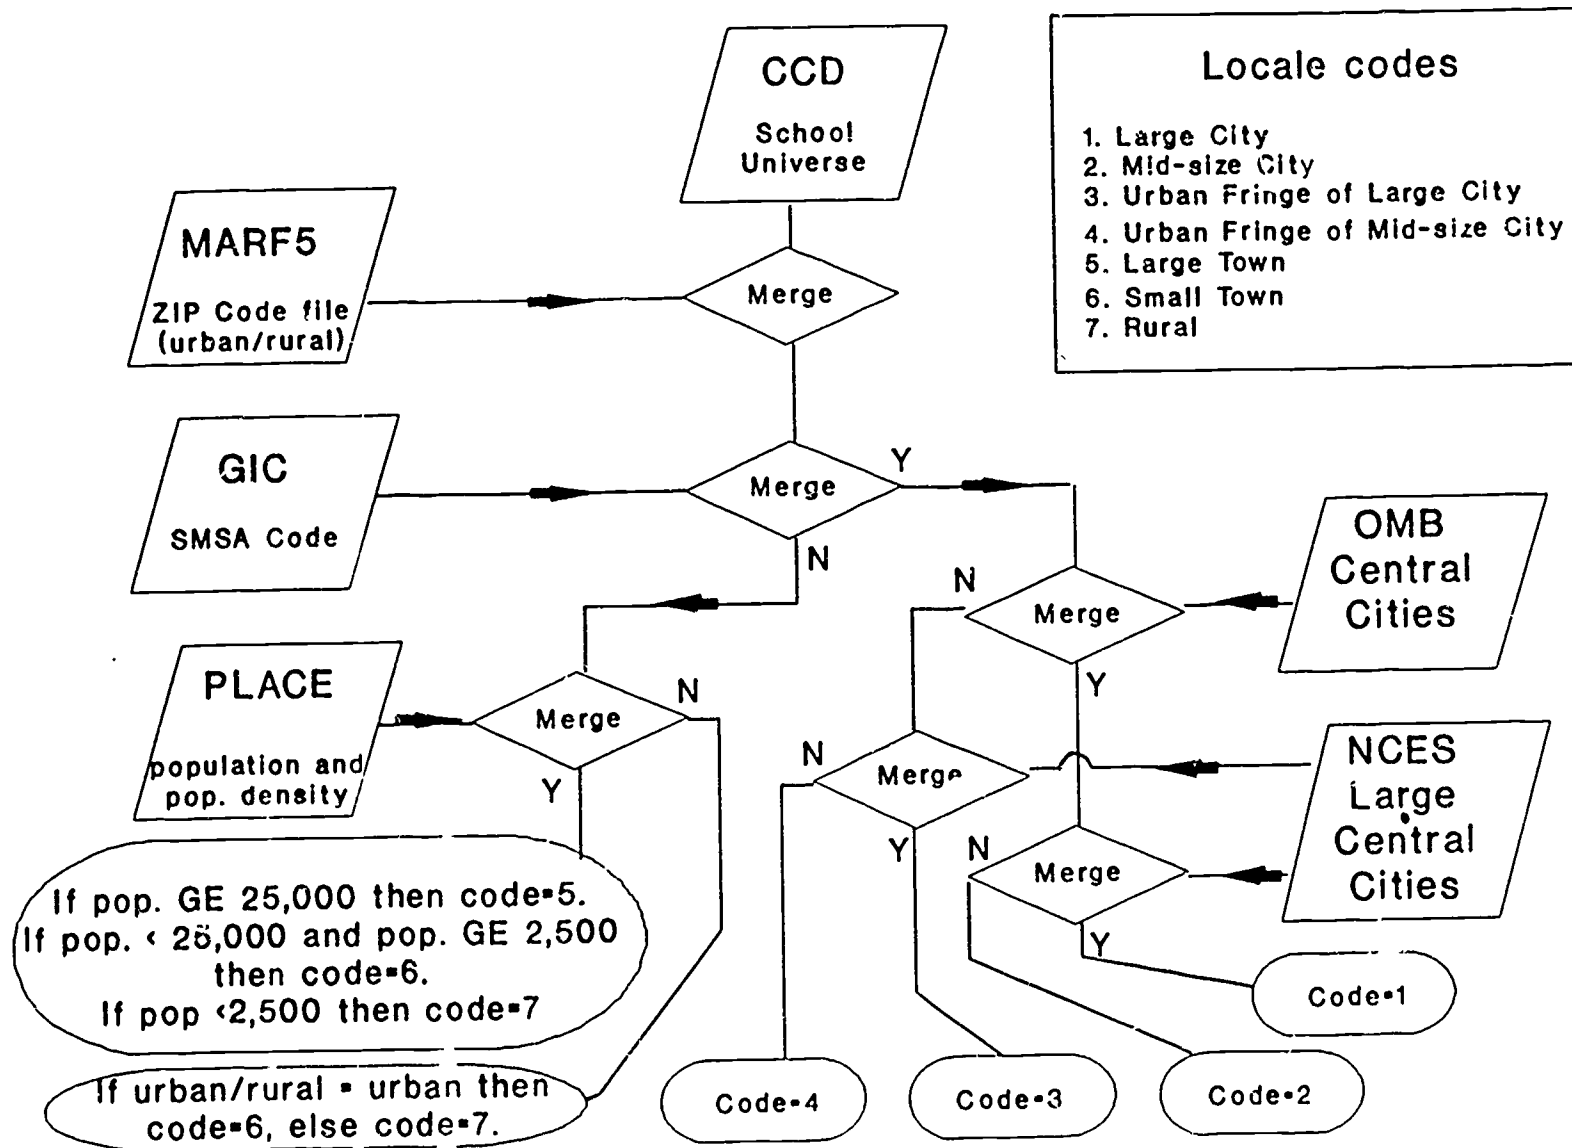 CCD
School
Universe
Locale codes
1. Large City
2. Mid-size City
3. Urban Fringe of Large City
4. Urban Fringe of Mid-size City
5. Large Town
6. Small Town
7. Rural
MARF5
ZIP Code file
(urban/rural)
Merge
GIC
SMSA Code
Merge
Y
N
OMB
Central
Cities
N
Merge
Y
PLACE
population and
pop. density
Merge
N
Y
N
Merge
Y
NCES
Large
Central
Cities
N
Merge
Y
If pop. GE 25,000 then code=5.
If pop. < 25,000 and pop. GE 2,500
then code=6.
If pop <2,500 then code=7
If urban/rural = urban then
code=6, else code=7.
Code=4
Code=3
Code=2
Code=1